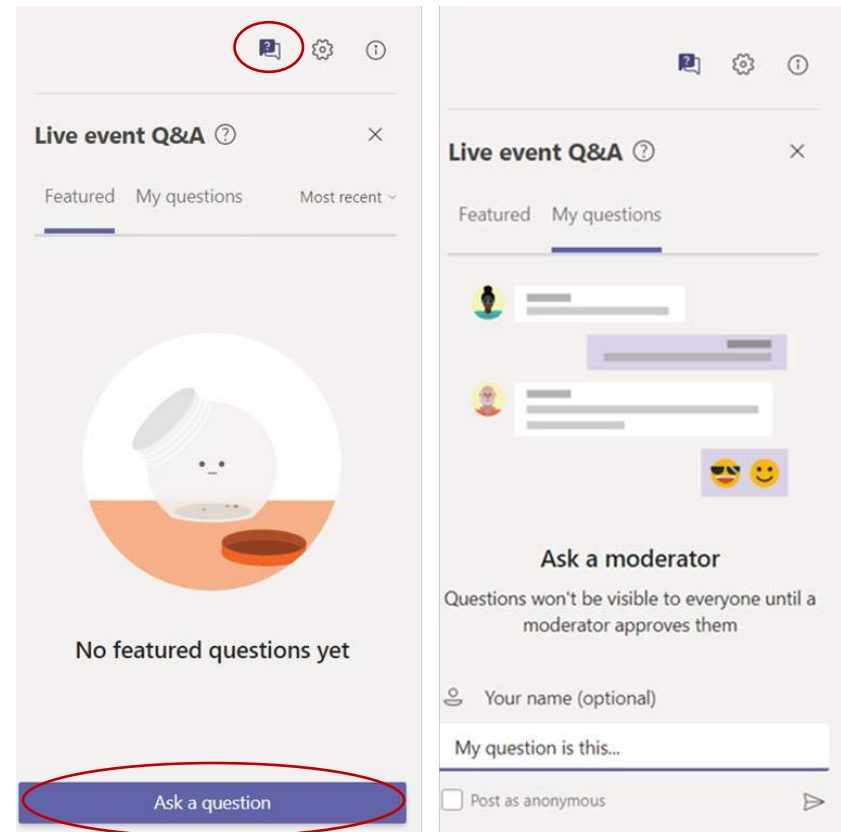 Live event Q&A
Featured My questions Most recent
No featured questions yet
Ask a question
Live event Q&A
Featured My questions
Ask a moderator
Questions won't be visible to everyone until a
moderator approves them
Your name (optional)
My question is this...
Post as anonymous